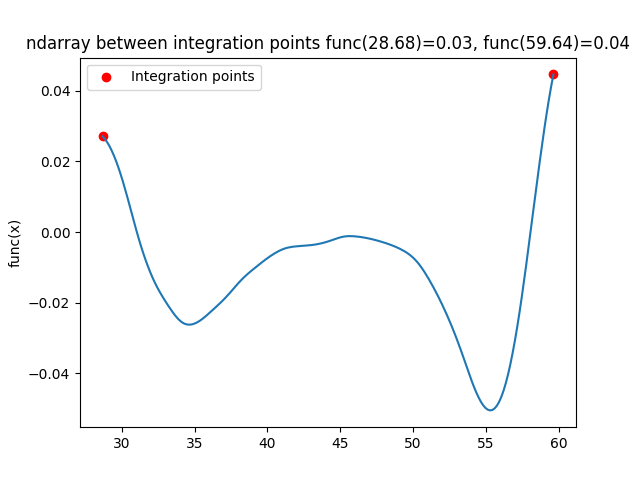 ndarray between integration points func(28.68)=0.03, func(59.64)=0.04
Integration points
func(x)
0.04
0.02
0.00
−0.02
−0.04
30 35 40 45 50 55 60